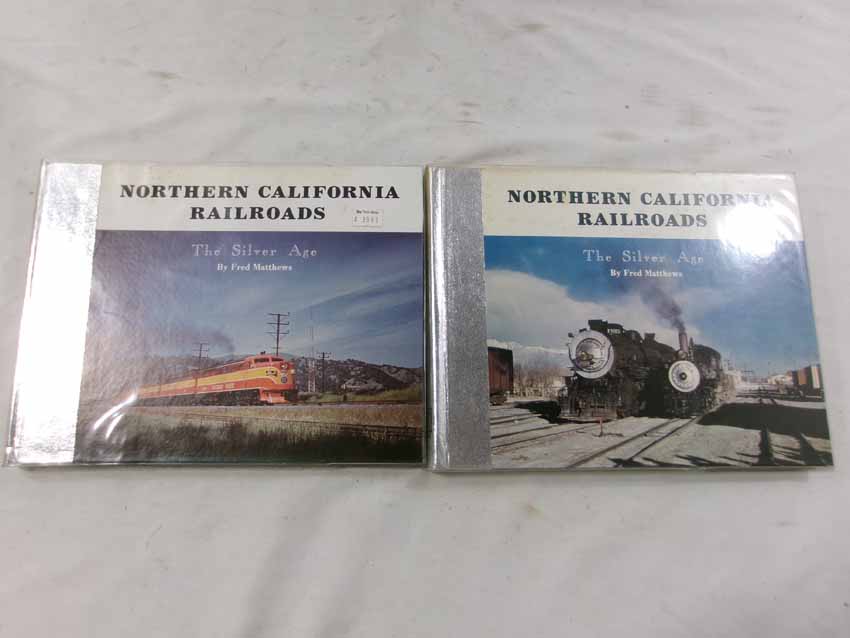 NORTHERN CALIFORNIA
RAILROADS
The Silver Age
By Fred Matthews
NORTHERN CALIFORNIA
RAILROADS
The Silver Age
By Fred Matthews